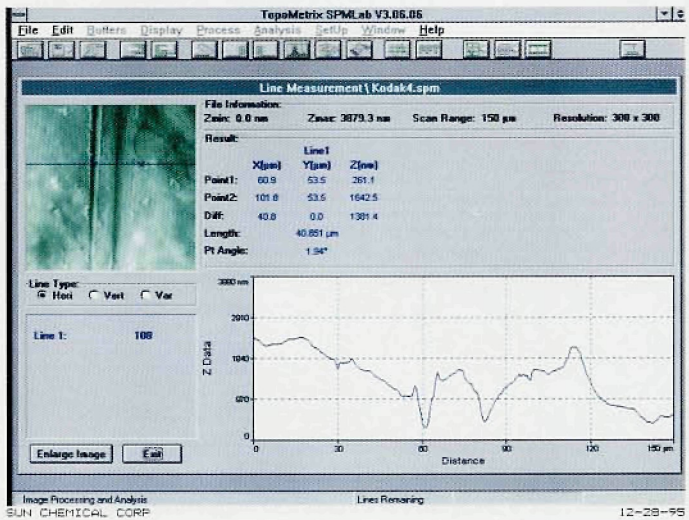 TopoMetrix SPMLab V3.06.06
File Edit Botters Display Process Analysis SetUp Window Help
Line Measurement \ Kodak4.spm
File Information:
Zmin: 0.0 nm Zmax: 3879.3 nm Scan Range: 150 µm Resolution: 300 x 300
Result:
Line1
X(µm) Y(µm) Z(nm)
Point1: 60.9 53.5 261.1
Point2: 101.8 53.5 1642.5
Diff: 40.8 0.0 1381.4
Length: 40.851 µm
Pt Angle: 1.94°
Line Type:
Hori Vert Var
Line 1: 108
Enlarge Image Exit
3880 nm
2910
1940
970
0
Z Data
0 30 60 90 120 150 µm
Distance
Image Processing and Analysis Lines Remaining
SUN CHEMICAL CORP 12-28-95